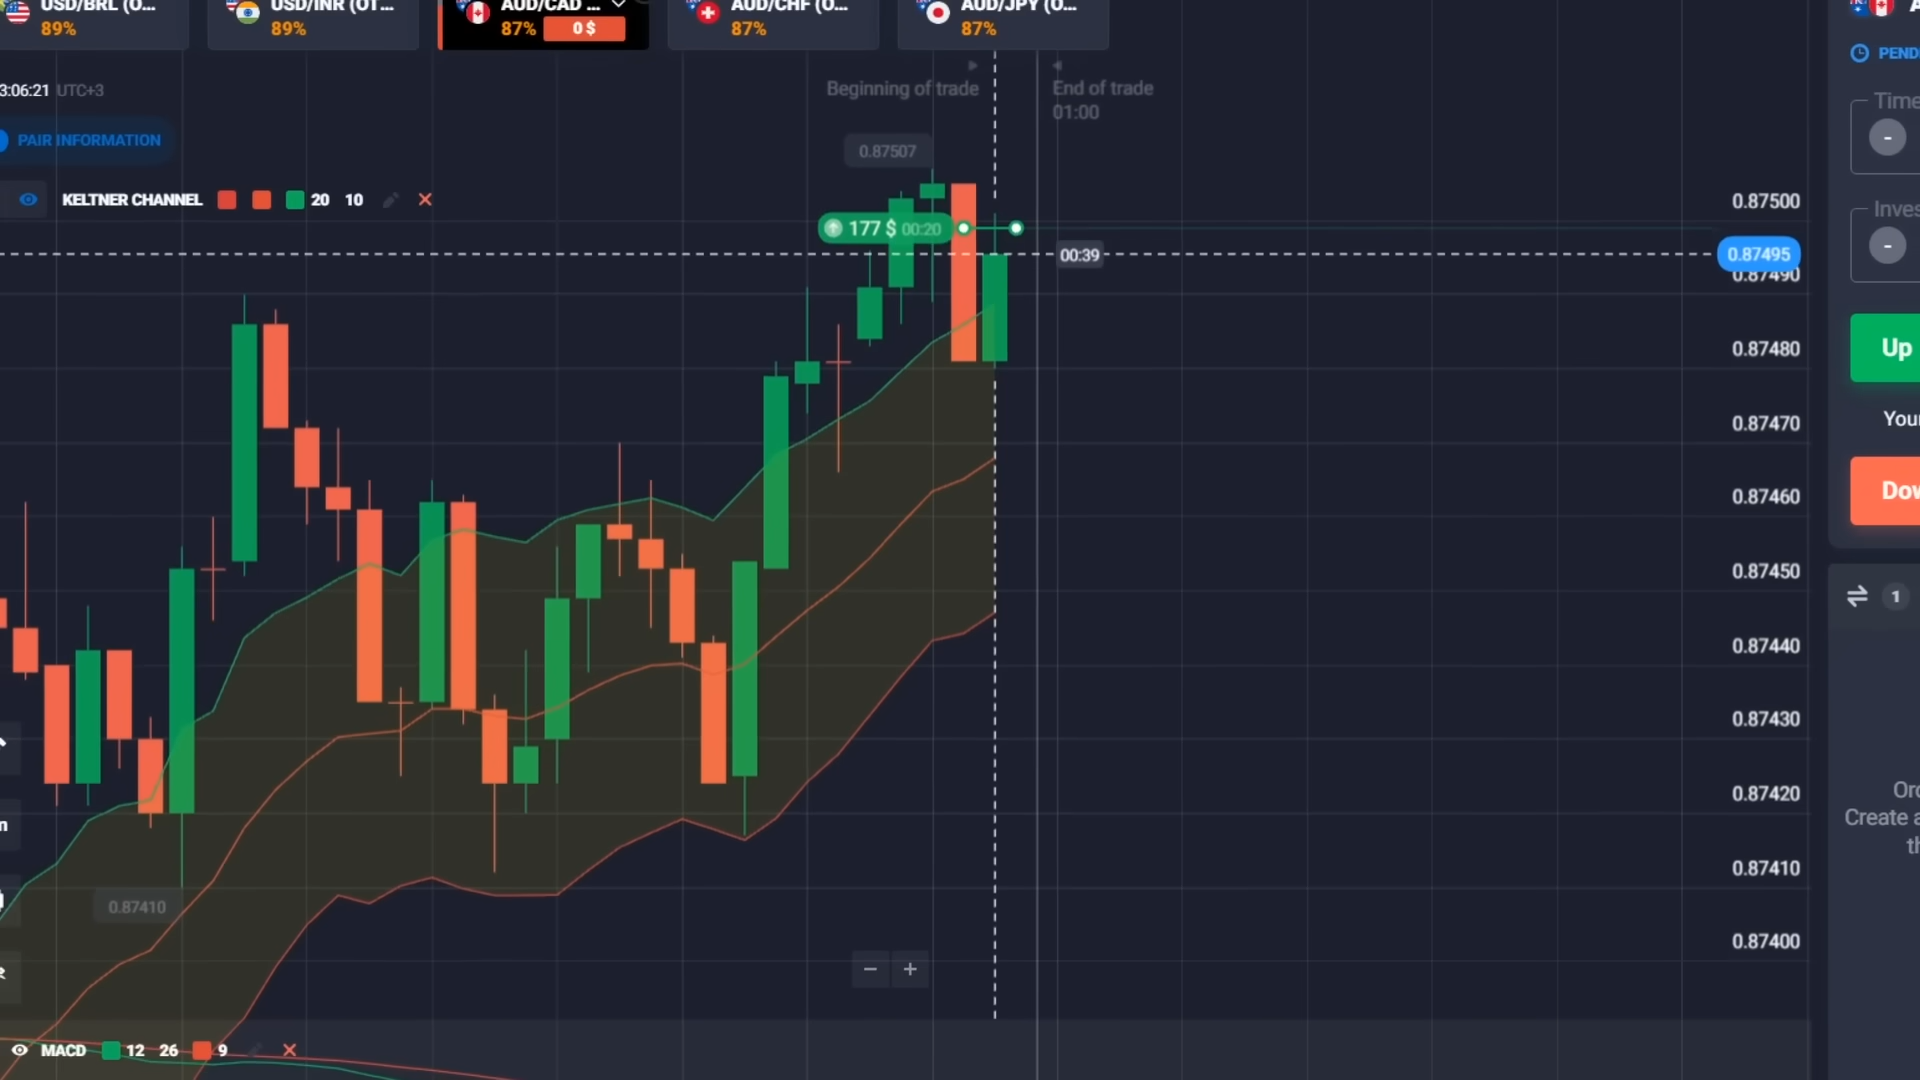 USD/BRL (O...
89%
USD/INR (OT...
89%
AUD/CAD ...
87%
0 $
AUD/CHF (O...
87%
AUD/JPY (O...
87%
3:06:21 UTC+3
PAIR INFORMATION
KELTNER CHANNEL 20 10
Beginning of trade
End of trade
01:00
0.87507
177 $ 00:20
00:39
0.87500
0.87495
0.87490
0.87480
0.87470
0.87460
0.87450
0.87440
0.87430
0.87420
0.87410
0.87400
0.87410
MACD 12 26 9
PEND
Time
-
Inves
-
Up
Your
Dow
1
Ord
Create a
th